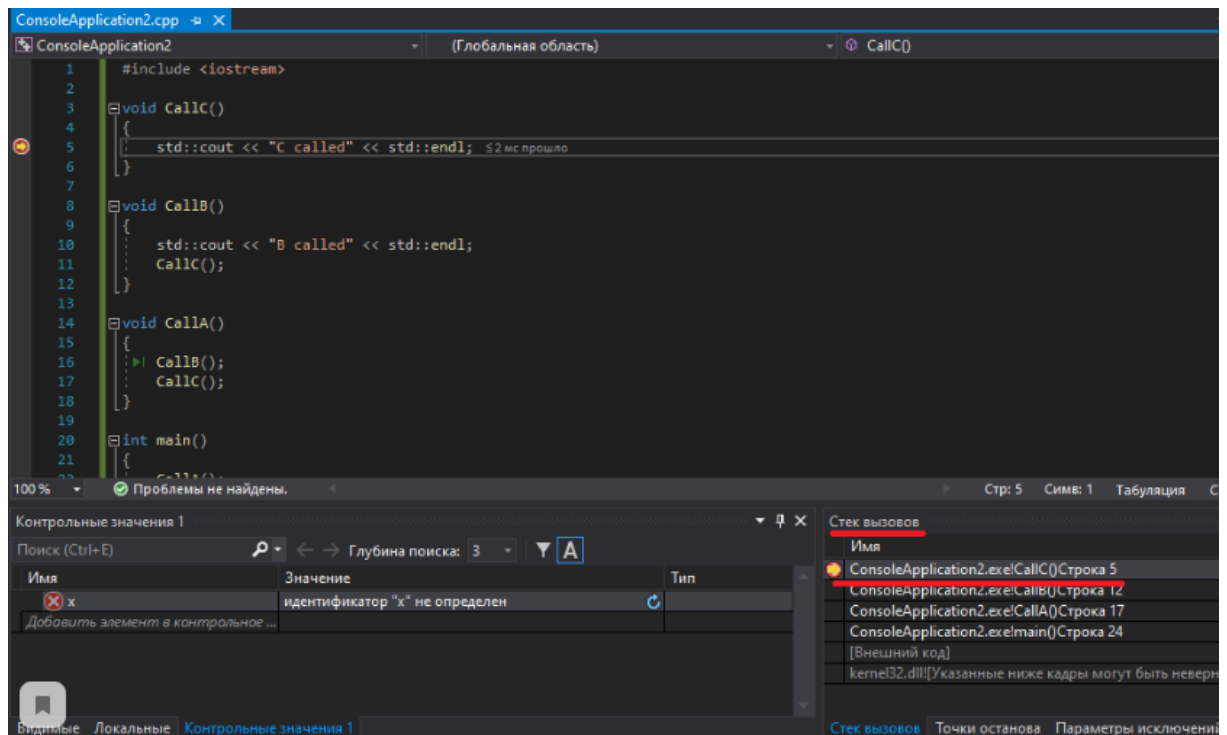 ConsoleApplication2.cpp
ConsoleApplication2 (Глобальная область) CallC()
1 #include <iostream>
2
3 void CallC()
4 {
5 std::cout << "C called" << std::endl; ≤2 мс прошло
6 }
7
8 void CallB()
9 {
10 std::cout << "B called" << std::endl;
11 CallC();
12 }
13
14 void CallA()
15 {
16 CallB();
17 CallC();
18 }
19
20 int main()
21 {
22 CallA();
100 % Проблемы не найдены. Стр: 5 Симв: 1 Табуляция
Контрольные значения 1
Поиск (Ctrl+E) Глубина поиска: 3 A
Имя Значение Тип
x идентификатор "x" не определен
Добавить элемент в контрольное ...
Стек вызовов
Имя
ConsoleApplication2.exe!CallC()Строка 5
ConsoleApplication2.exe!CallB()Строка 12
ConsoleApplication2.exe!CallA()Строка 17
ConsoleApplication2.exe!main()Строка 24
[Внешний код]
kernel32.dll![Указанные ниже кадры могут быть неверн
Видимые Локальные Контрольные значения 1
Стек вызовов Точки останова Параметры исключений